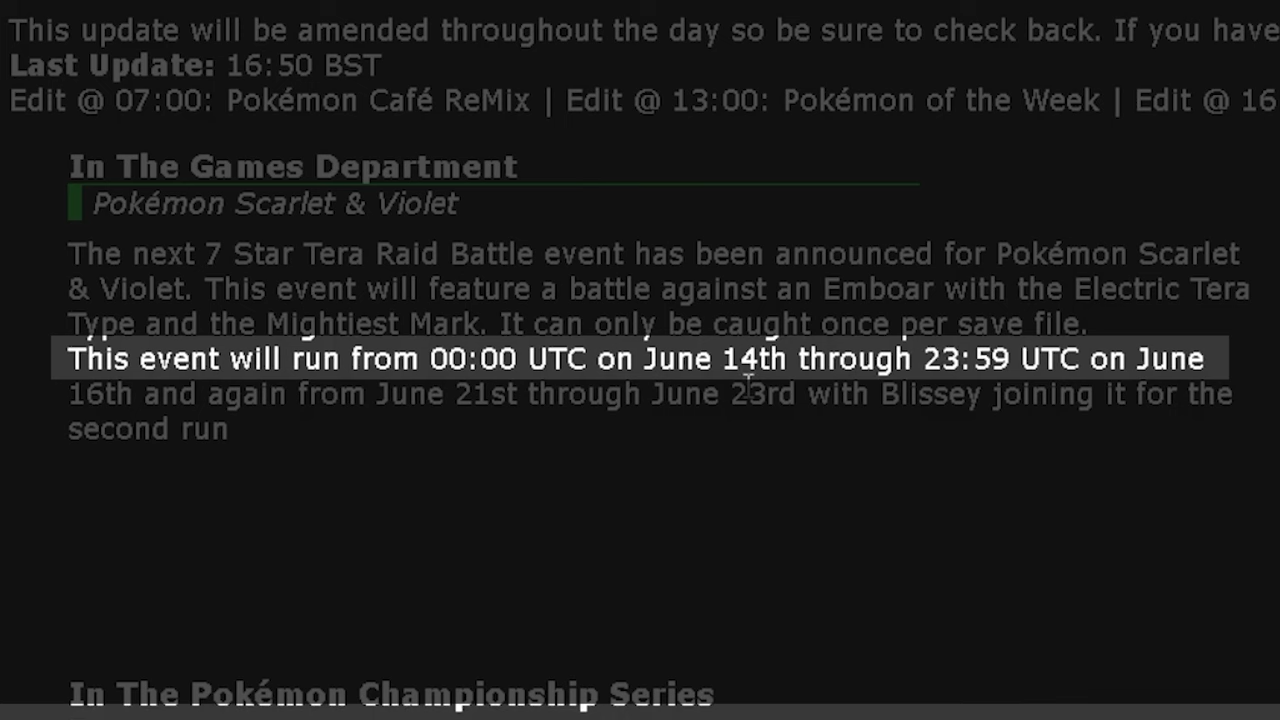 This update will be amended throughout the day so be sure to check back. If you have
Last Update: 16:50 BST
Edit @ 07:00: Pokémon Café ReMix | Edit @ 13:00: Pokémon of the Week | Edit @ 16
In The Games Department
Pokémon Scarlet & Violet
The next 7 Star Tera Raid Battle event has been announced for Pokémon Scarlet
& Violet. This event will feature a battle against an Emboar with the Electric Tera
Type and the Mightiest Mark. It can only be caught once per save file.
This event will run from 00:00 UTC on June 14th through 23:59 UTC on June
16th and again from June 21st through June 23rd with Blissey joining it for the
second run
In The Pokémon Championship Series